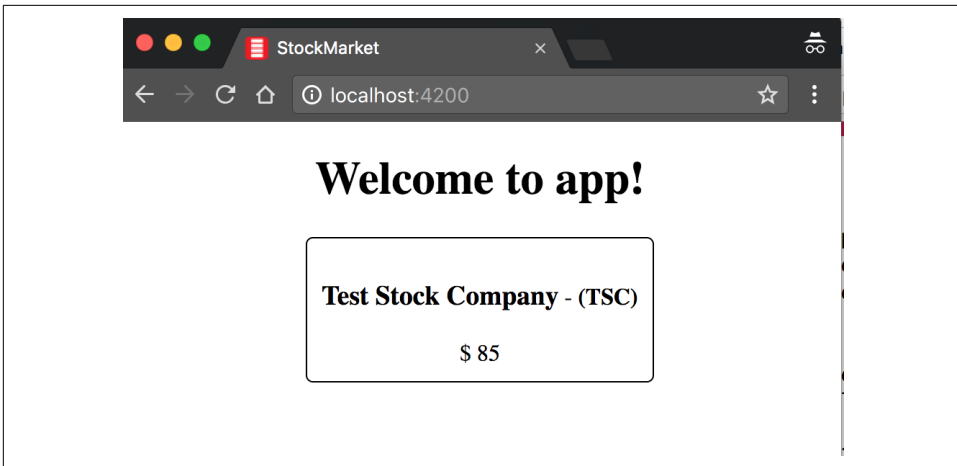 StockMarket
localhost:4200
Welcome to app!
Test Stock Company - (TSC)
$ 85